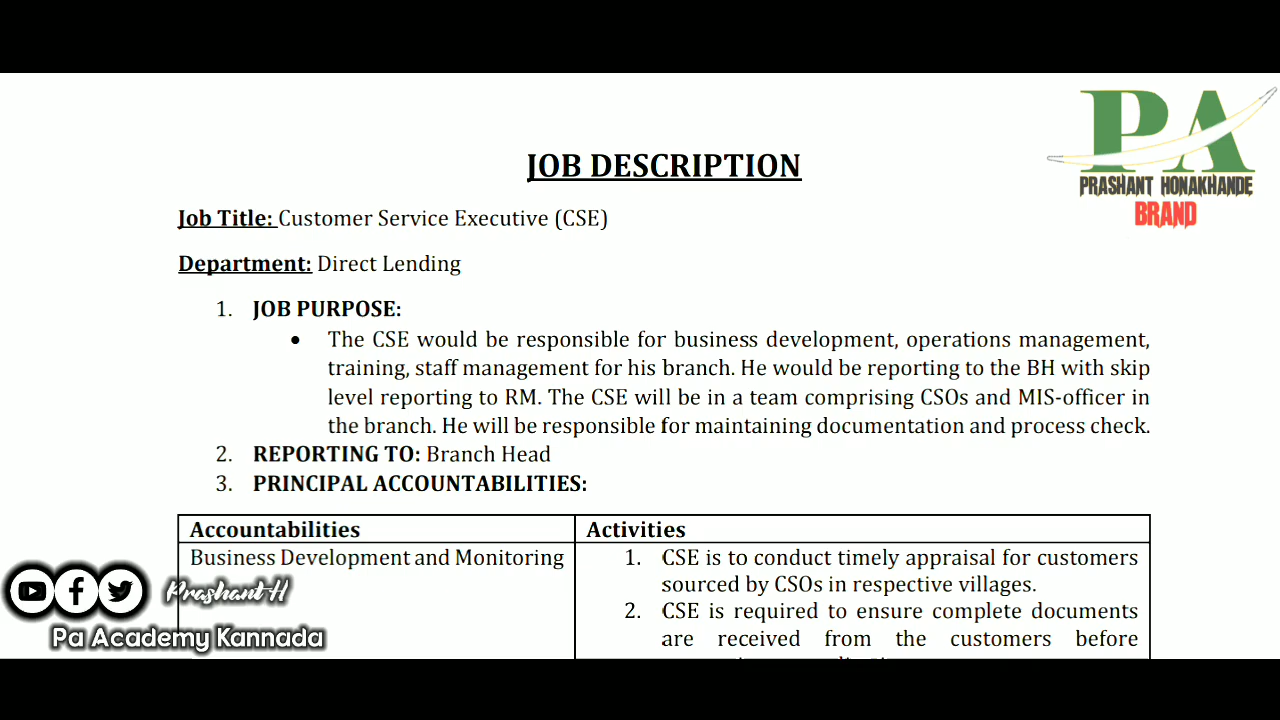 PA
PRASHANT HONAKHANDE
BRAND
JOB DESCRIPTION
Job Title: Customer Service Executive (CSE)
Department: Direct Lending
1. JOB PURPOSE:
• The CSE would be responsible for business development, operations management,
training, staff management for his branch. He would be reporting to the BH with skip
level reporting to RM. The CSE will be in a team comprising CSOs and MIS-officer in
the branch. He will be responsible for maintaining documentation and process check.
2. REPORTING TO: Branch Head
3. PRINCIPAL ACCOUNTABILITIES:
Accountabilities
Activities
Business Development and Monitoring
1. CSE is to conduct timely appraisal for customers
sourced by CSOs in respective villages.
2. CSE is required to ensure complete documents
are received from the customers before
Prashant H
Pa Academy Kannada